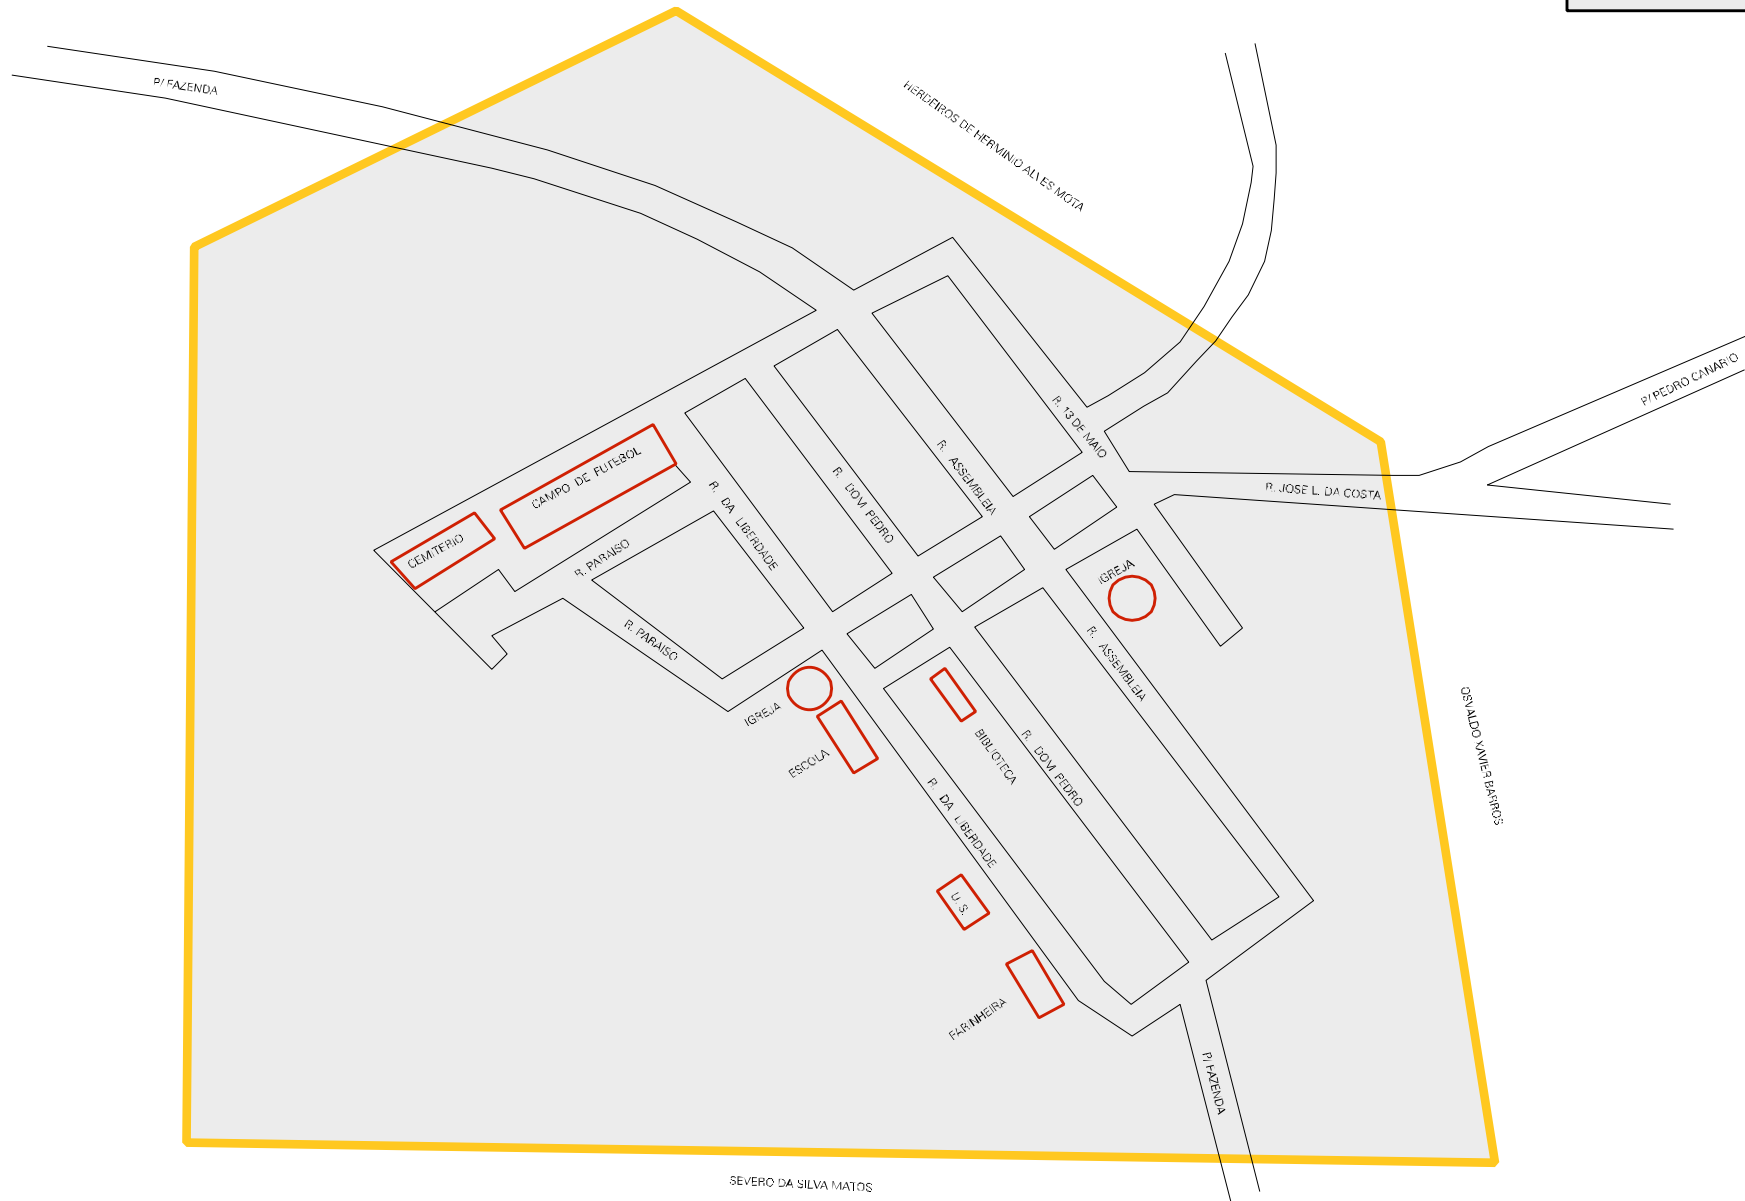 P/ FAZENDA
HERDEIROS DE HERMINIO ALVES MOTA
P/ PEDRO CANARIO
R. 13 DE MAIO
R. JOSE L. DA COSTA
R. ASSEMBLEIA
R. DOM PEDRO
CAMPO DE FUTEBOL
R. DA LIBERDADE
CEMITERIO
R. PARAISO
IGREJA
R. PARAISO
R. ASSEMBLEIA
IGREJA
ESCOLA
BIBLIOTECA
R. DOM PEDRO
OSVALDO XAVIER BARROS
R. DA LIBERDADE
U. S.
FARINHEIRA
P/ FAZENDA
SEVERO DA SILVA MATOS